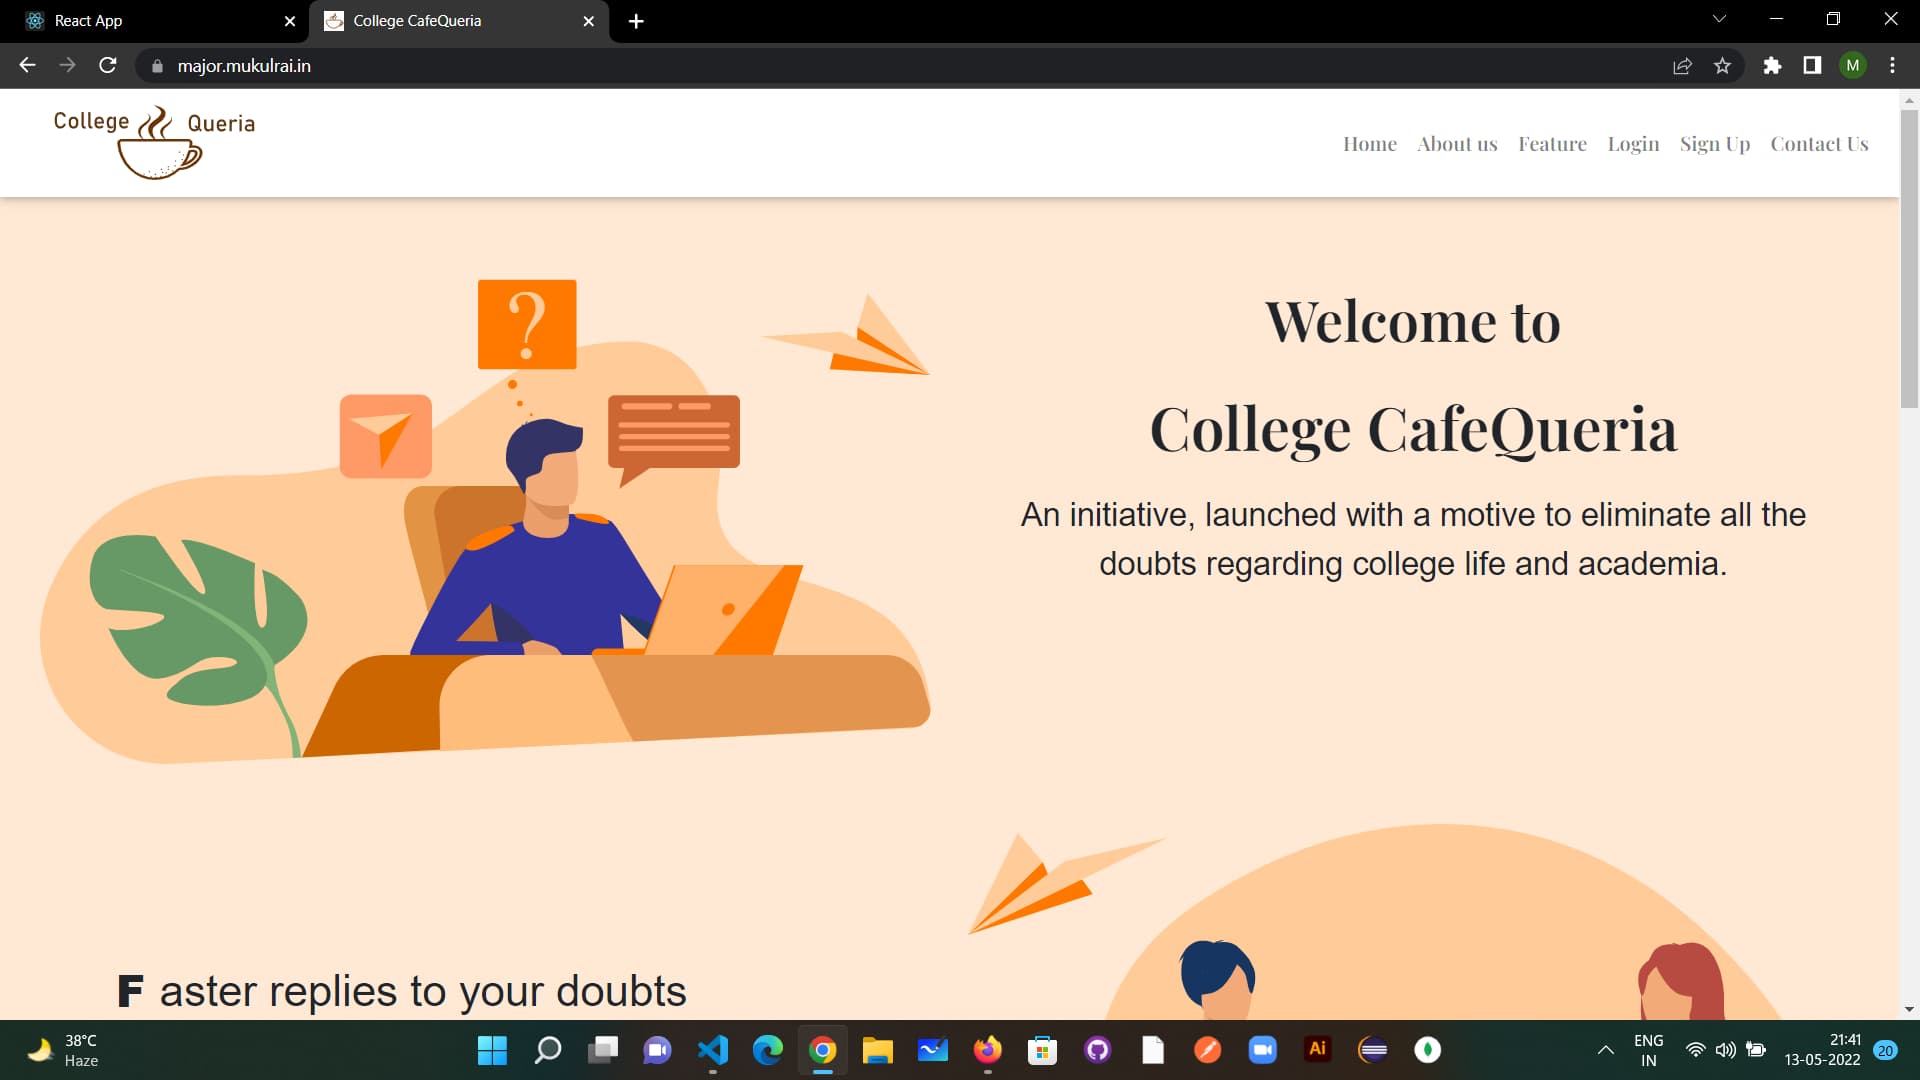 React App
College CafeQueria
major.mukulrai.in
M
College Queria
Home About us Feature Login Sign Up Contact Us
?
Welcome to
College CafeQueria
An initiative, launched with a motive to eliminate all the
doubts regarding college life and academia.
F aster replies to your doubts
38°C
Haze
Ai
ENG
IN
21:41
13-05-2022
20